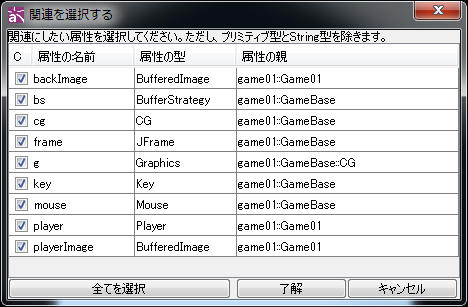 関連を選択する
関連にしたい属性を選択してください。ただし、プリミティブ型とString型を除きます。
C 属性の名前 属性の型 属性の親
backImage BufferedImage game01::Game01
bs BufferStrategy game01::GameBase
cg CG game01::GameBase
frame JFrame game01::GameBase
g Graphics game01::GameBase::CG
key Key game01::GameBase
mouse Mouse game01::GameBase
player Player game01::Game01
playerImage BufferedImage game01::Game01
全てを選択 了解 キャンセル